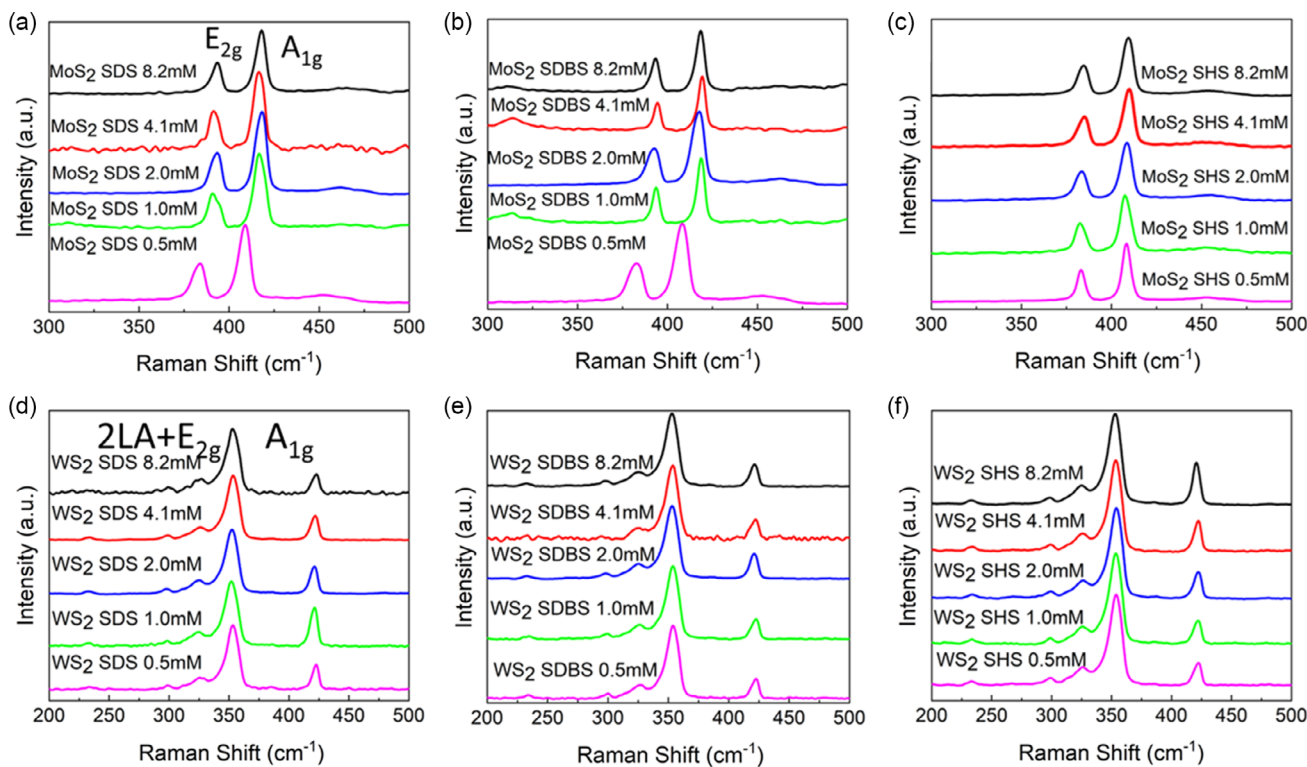 (a)
E2g A1g
MoS2 SDS 8.2mM
MoS2 SDS 4.1mM
MoS2 SDS 2.0mM
MoS2 SDS 1.0mM
MoS2 SDS 0.5mM
Intensity (a.u.)
300 350 400 450 500
Raman Shift (cm-1)
(b)
MoS2 SDBS 8.2mM
MoS2 SDBS 4.1mM
MoS2 SDBS 2.0mM
MoS2 SDBS 1.0mM
MoS2 SDBS 0.5mM
Intensity (a.u.)
300 350 400 450 500
Raman Shift (cm-1)
(c)
MoS2 SHS 8.2mM
MoS2 SHS 4.1mM
MoS2 SHS 2.0mM
MoS2 SHS 1.0mM
MoS2 SHS 0.5mM
Intensity (a.u.)
300 350 400 450 500
Raman Shift (cm-1)
(d)
2LA+E2g A1g
WS2 SDS 8.2mM
WS2 SDS 4.1mM
WS2 SDS 2.0mM
WS2 SDS 1.0mM
WS2 SDS 0.5mM
Intensity (a.u.)
200 250 300 350 400 450 500
Raman Shift (cm-1)
(e)
WS2 SDBS 8.2mM
WS2 SDBS 4.1mM
WS2 SDBS 2.0mM
WS2 SDBS 1.0mM
WS2 SDBS 0.5mM
Intensity (a.u.)
200 250 300 350 400 450 500
Raman Shift (cm-1)
(f)
WS2 SHS 8.2mM
WS2 SHS 4.1mM
WS2 SHS 2.0mM
WS2 SHS 1.0mM
WS2 SHS 0.5mM
Intensity (a.u.)
200 250 300 350 400 450 500
Raman Shift (cm-1)